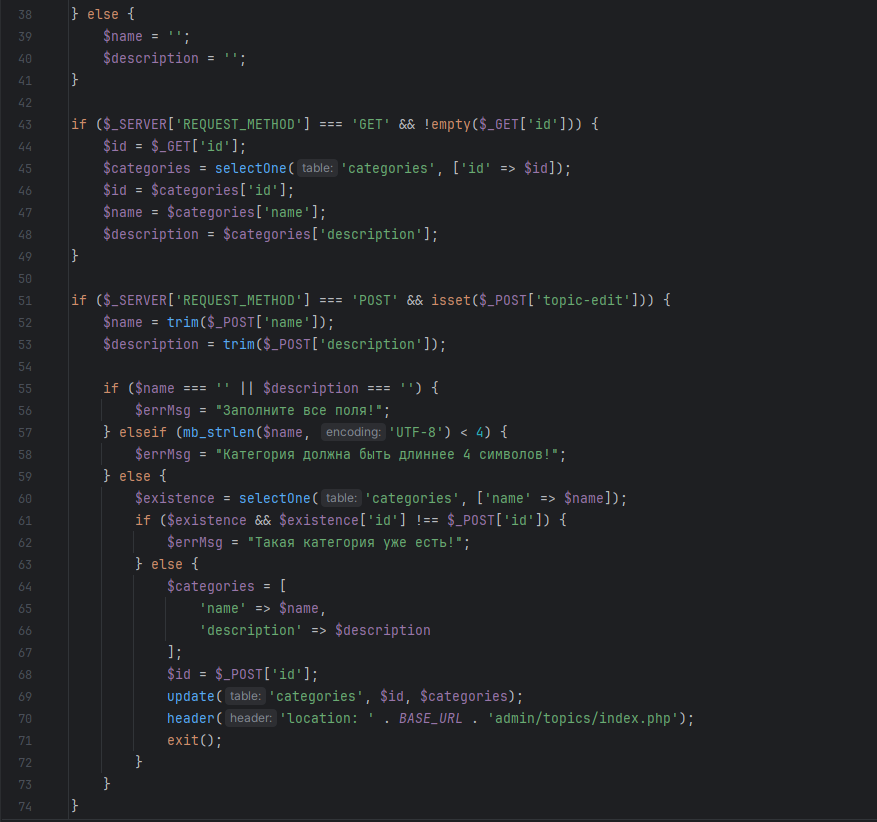 38 } else {
39 $name = '';
40 $description = '';
41 }
42
43 if ($_SERVER['REQUEST_METHOD'] === 'GET' && !empty($_GET['id'])) {
44 $id = $_GET['id'];
45 $categories = selectOne( table: 'categories', ['id' => $id]);
46 $id = $categories['id'];
47 $name = $categories['name'];
48 $description = $categories['description'];
49 }
50
51 if ($_SERVER['REQUEST_METHOD'] === 'POST' && isset($_POST['topic-edit'])) {
52 $name = trim($_POST['name']);
53 $description = trim($_POST['description']);
54
55 if ($name === '' || $description === '') {
56 $errMsg = "Заполните все поля!";
57 } elseif (mb_strlen($name, encoding: 'UTF-8') < 4) {
58 $errMsg = "Категория должна быть длиннее 4 символов!";
59 } else {
60 $existence = selectOne( table: 'categories', ['name' => $name]);
61 if ($existence && $existence['id'] !== $_POST['id']) {
62 $errMsg = "Такая категория уже есть!";
63 } else {
64 $categories = [
65 'name' => $name,
66 'description' => $description
67 ];
68 $id = $_POST['id'];
69 update( table: 'categories', $id, $categories);
70 header( header: 'location: ' . BASE_URL . 'admin/topics/index.php');
71 exit();
72 }
73 }
74 }